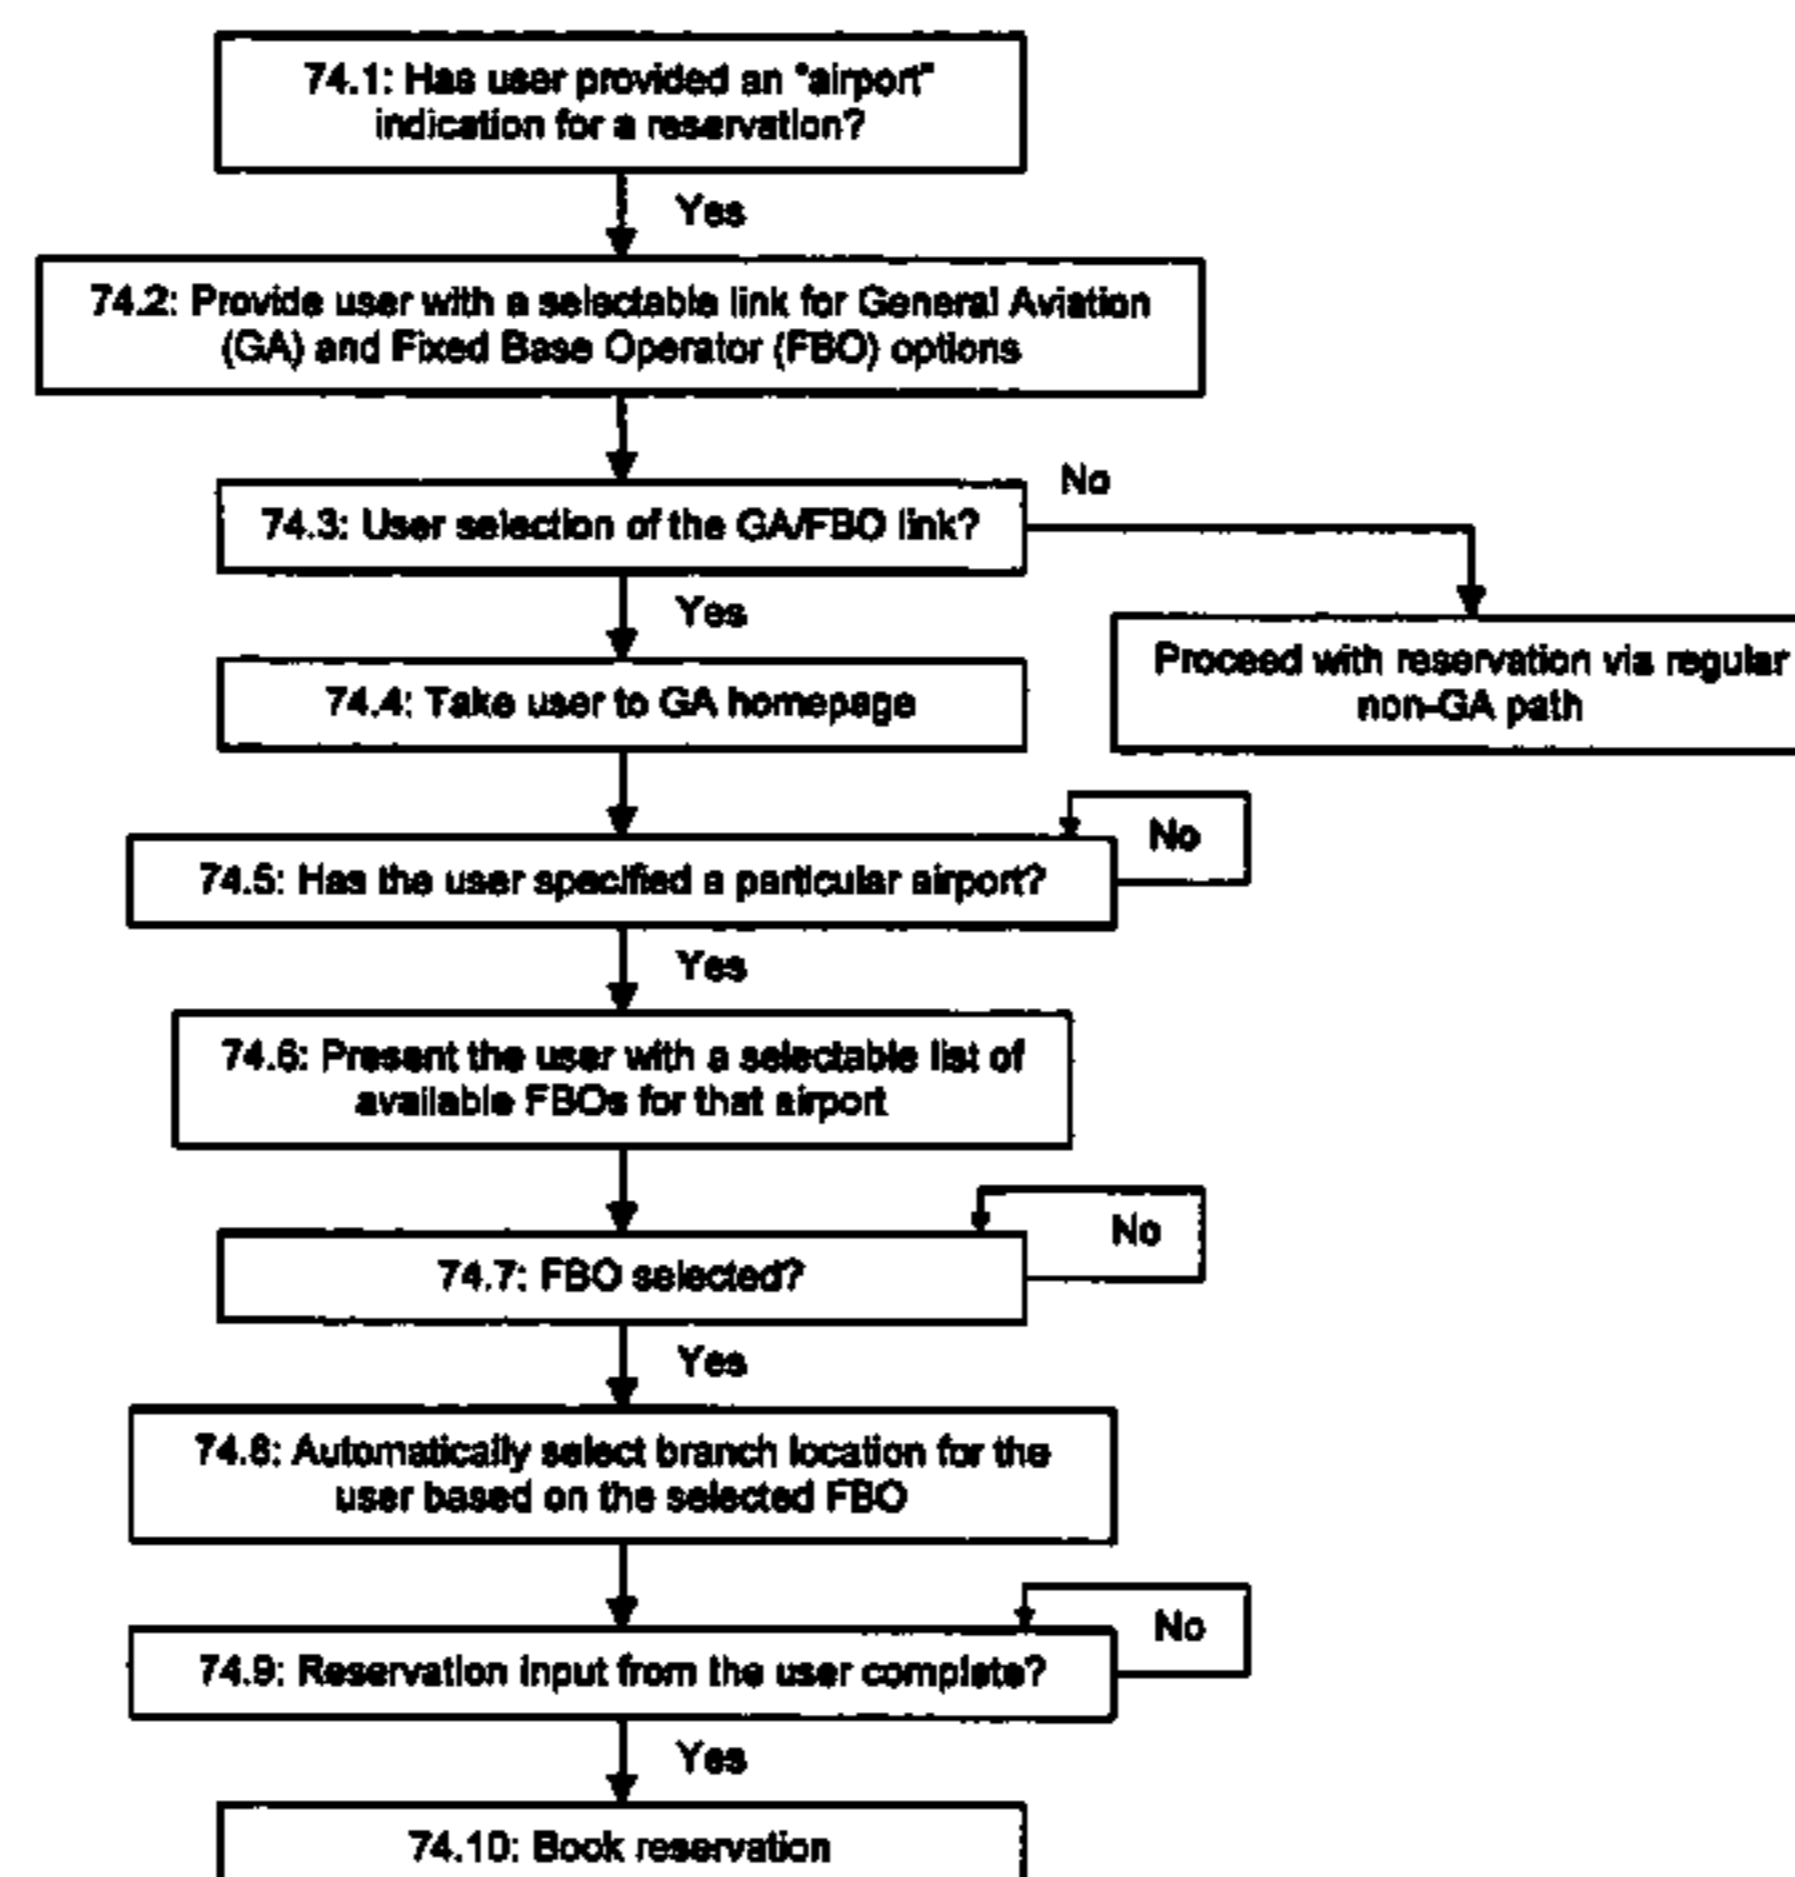 74.1: Has user provided an "airport"
indication for a reservation?
Yes
74.2: Provide user with a selectable link for General Aviation
(GA) and Fixed Base Operator (FBO) options
No
74.3: User selection of the GA/FBO link?
Yes
Proceed with reservation via regular
non-GA path
74.4: Take user to GA homepage
No
74.5: Has the user specified a particular airport?
Yes
74.6: Present the user with a selectable list of
available FBOs for that airport
No
74.7: FBO selected?
Yes
74.8: Automatically select branch location for the
user based on the selected FBO
No
74.9: Reservation input from the user complete?
Yes
74.10: Book reservation